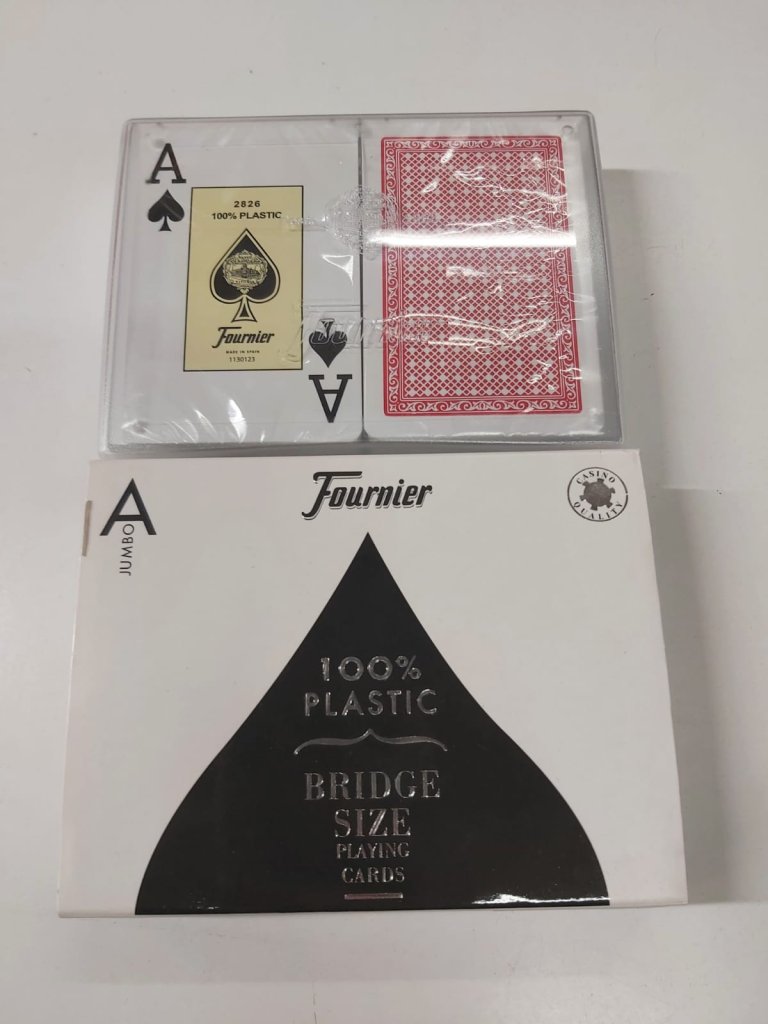 A
2826
100% PLASTIC
Fournier
MADE IN SPAIN
1130123
A
Fournier
A
JUMBO
CASINO
QUALITY
100%
PLASTIC
BRIDGE
SIZE
PLAYING
CARDS